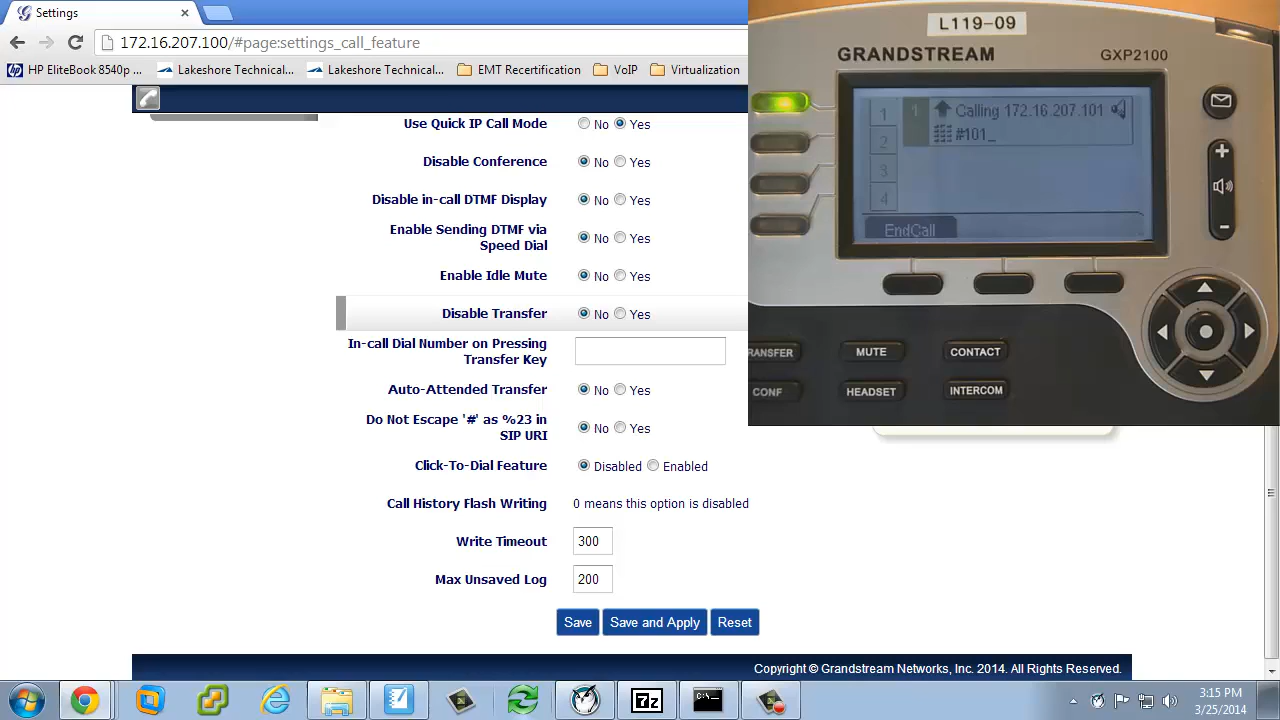 Settings
×
172.16.207.100/#page:settings_call_feature
HP EliteBook 8540p ...
Lakeshore Technical...
Lakeshore Technical...
EMT Recertification
VoIP
Virtualization
Use Quick IP Call Mode
No
Yes
Disable Conference
No
Yes
Disable in-call DTMF Display
No
Yes
Enable Sending DTMF via
Speed Dial
No
Yes
Enable Idle Mute
No
Yes
Disable Transfer
No
Yes
In-call Dial Number on Pressing
Transfer Key
Auto-Attended Transfer
No
Yes
Do Not Escape '#' as %23 in
SIP URI
No
Yes
Click-To-Dial Feature
Disabled
Enabled
Call History Flash Writing
0 means this option is disabled
Write Timeout
300
Max Unsaved Log
200
Save
Save and Apply
Reset
Copyright © Grandstream Networks, Inc. 2014. All Rights Reserved.
L119-09
GRANDSTREAM
GXP2100
1
1
Calling 172.16.207.101
2
#101_
3
4
EndCall
RANSFER
MUTE
CONTACT
CONF
HEADSET
INTERCOM
+
-
7z
C:\
3:15 PM
3/25/2014